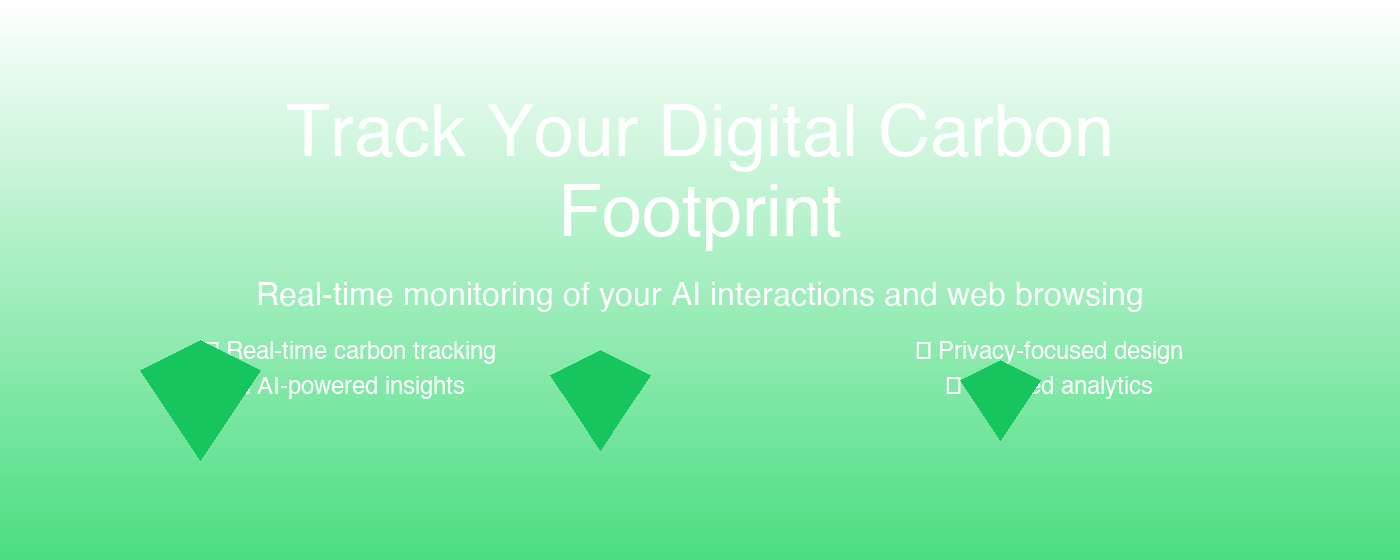 Track Your Digital Carbon
Footprint
Real-time monitoring of your AI interactions and web browsing
Real-time carbon tracking
Privacy-focused design
AI-powered insights
analytics